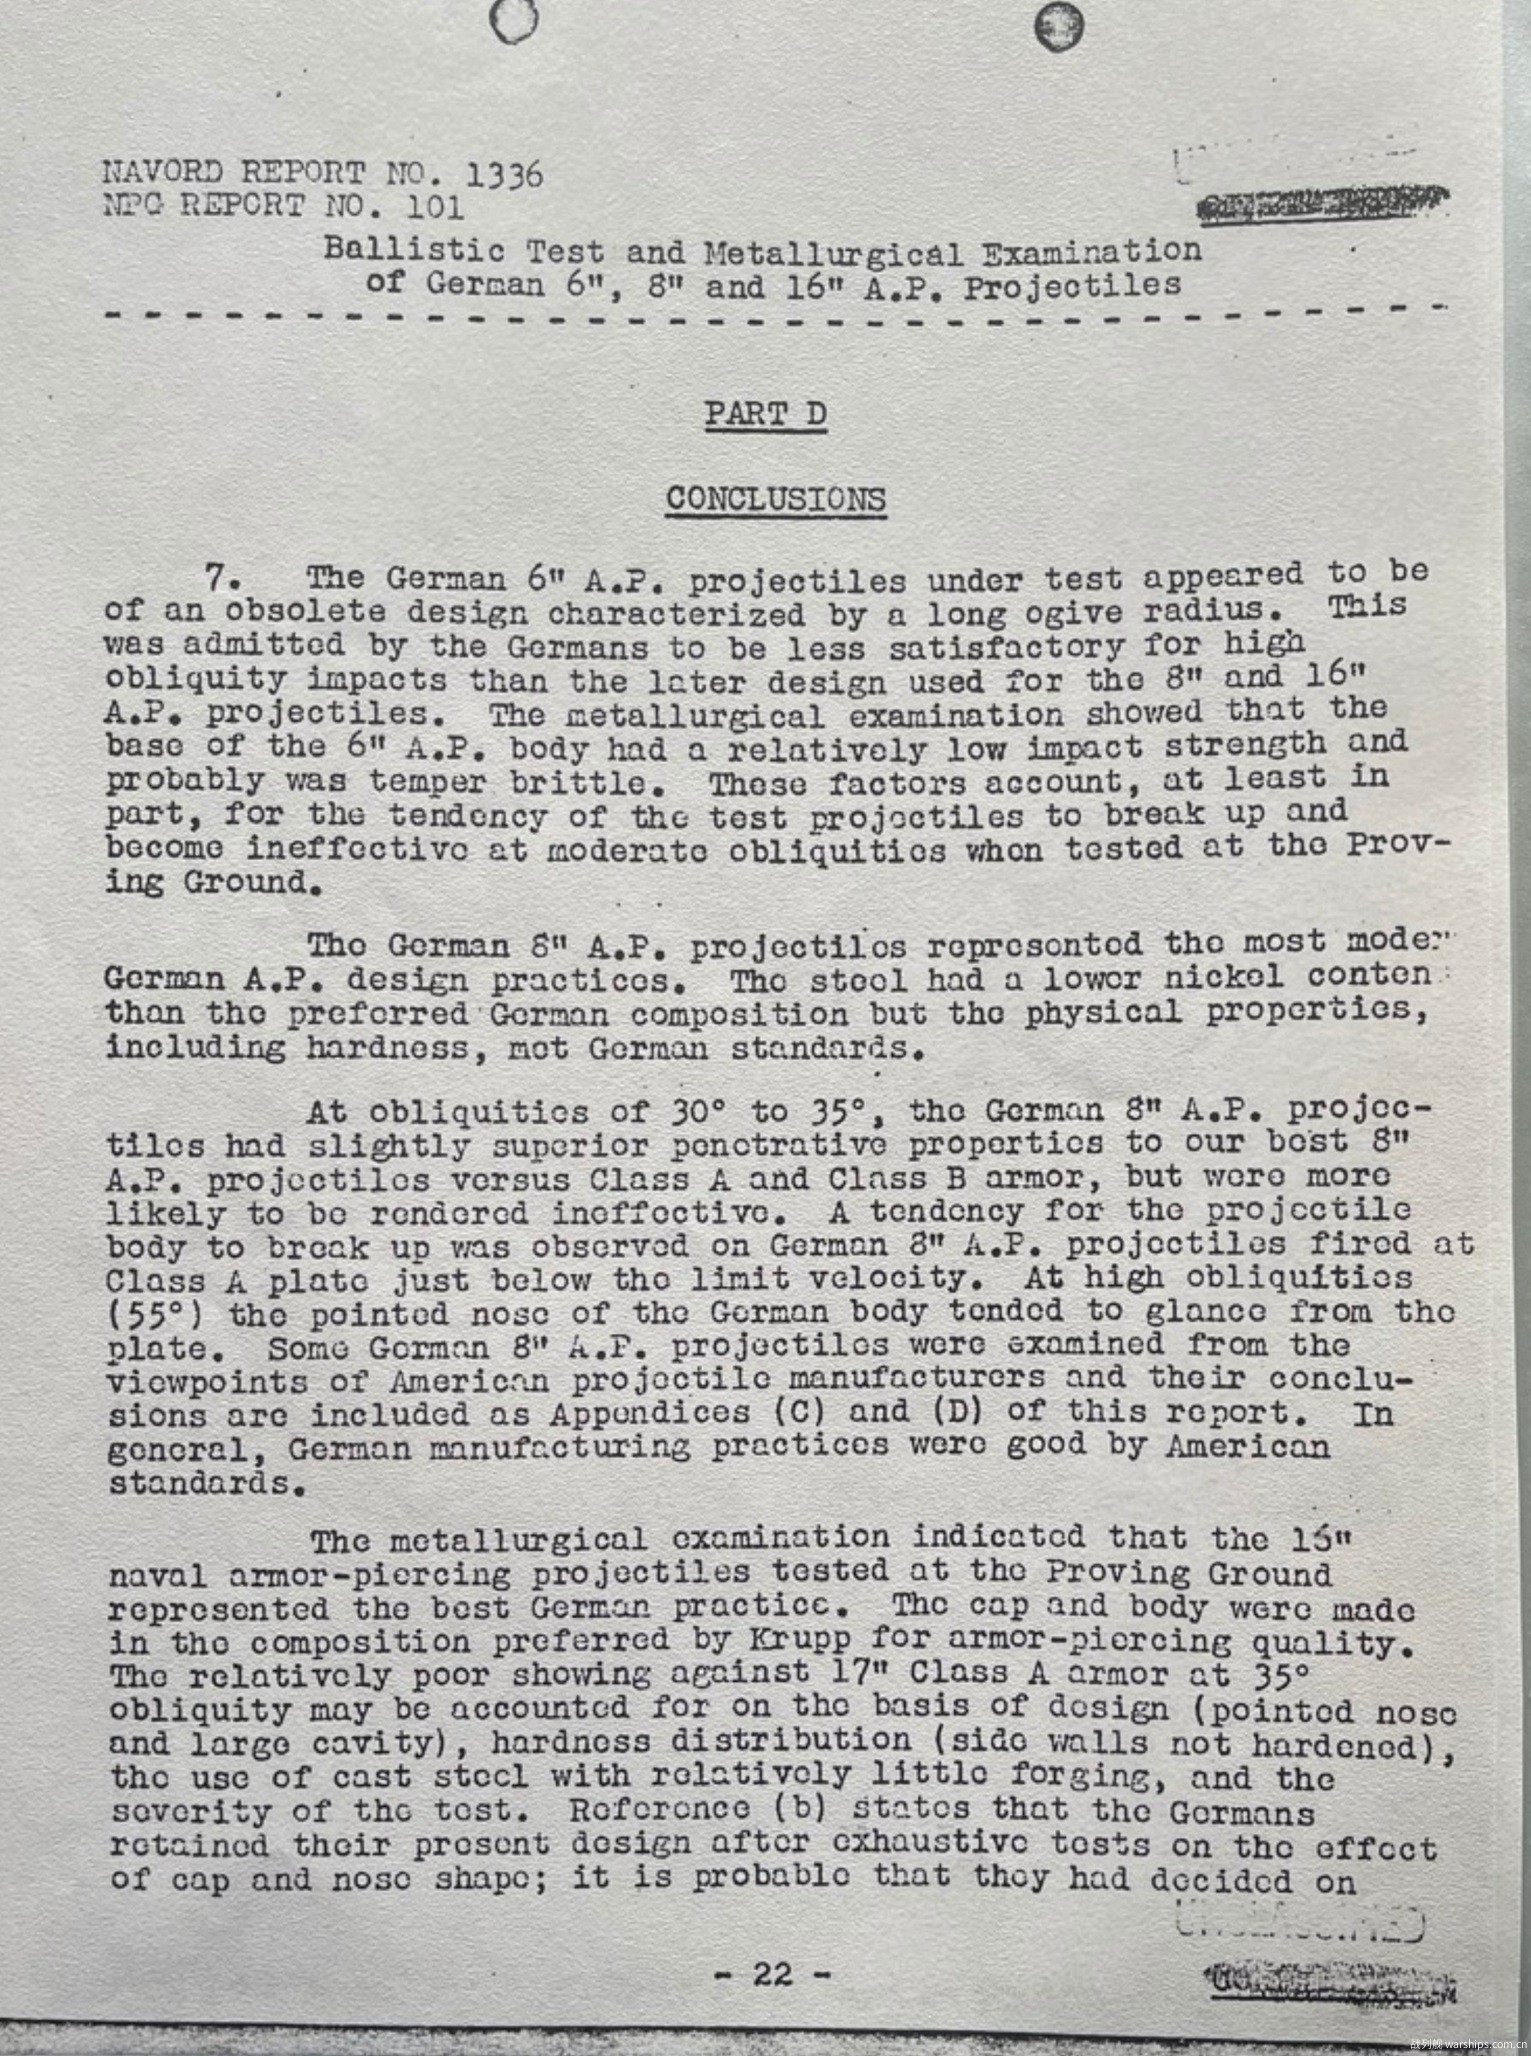 NAVORD REPORT NO. 1336
NPG REPORT NO. 101
Ballistic Test and Metallurgical Examination
of German 6", 8" and 16" A.P. Projectiles
PART D
CONCLUSIONS
7. The German 6" A.P. projectiles under test appeared to be
of an obsolete design characterized by a long ogive radius. This
was admitted by the Germans to be less satisfactory for high
obliquity impacts than the later design used for the 8" and 16"
A.P. projectiles. The metallurgical examination showed that the
base of the 6" A.P. body had a relatively low impact strength and
probably was temper brittle. These factors account, at least in
part, for the tendency of the test projectiles to break up and
become ineffective at moderate obliquities when tested at the Prov-
ing Ground.
The German 8" A.P. projectiles represented the most moder
German A.P. design practices. The steel had a lower nickel conten
than the preferred German composition but the physical properties,
including hardness, met German standards.
At obliquities of 30° to 35°, the German 8" A.P. projec-
tiles had slightly superior penetrative properties to our best 8"
A.P. projectiles versus Class A and Class B armor, but were more
likely to be rendered ineffective. A tendency for the projectile
body to break up was observed on German 8" A.P. projectiles fired at
Class A plate just below the limit velocity. At high obliquities
(55°) the pointed nose of the German body tended to glance from the
plate. Some German 8" A.P. projectiles were examined from the
viewpoints of American projectile manufacturers and their conclu-
sions are included as Appendices (C) and (D) of this report. In
general, German manufacturing practices were good by American
standards.
The metallurgical examination indicated that the 16"
naval armor-piercing projectiles tested at the Proving Ground
represented the best German practice. The cap and body were made
in the composition preferred by Krupp for armor-piercing quality.
The relatively poor showing against 17" Class A armor at 35°
obliquity may be accounted for on the basis of design (pointed nose
and large cavity), hardness distribution (side walls not hardened),
the use of cast steel with relatively little forging, and the
severity of the test. Reference (b) states that the Germans
retained their present design after exhaustive tests on the effect
of cap and nose shape; it is probable that they had decided on
UNCLASSIFIED
- 22 -
战列舰 warships.com.cn